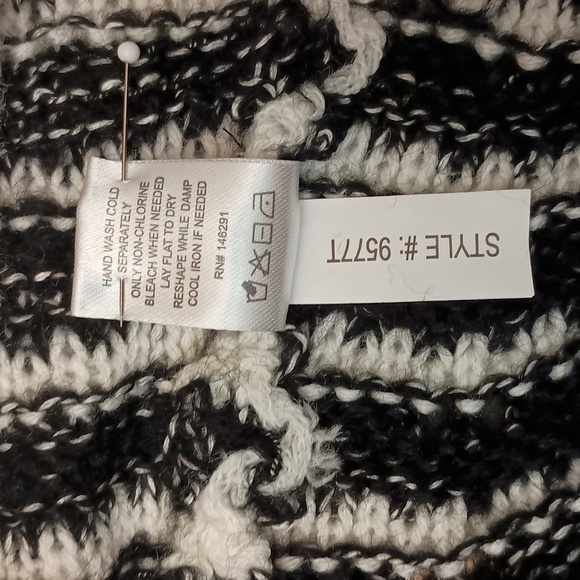 HAND WASH COLD
SEPARATELY
ONLY NON-CHLORINE
BLEACH WHEN NEEDED
LAY FLAT TO DRY
RESHAPE WHILE DAMP
COOL IRON IF NEEDED
RN# 146291
STYLE #: 9577T